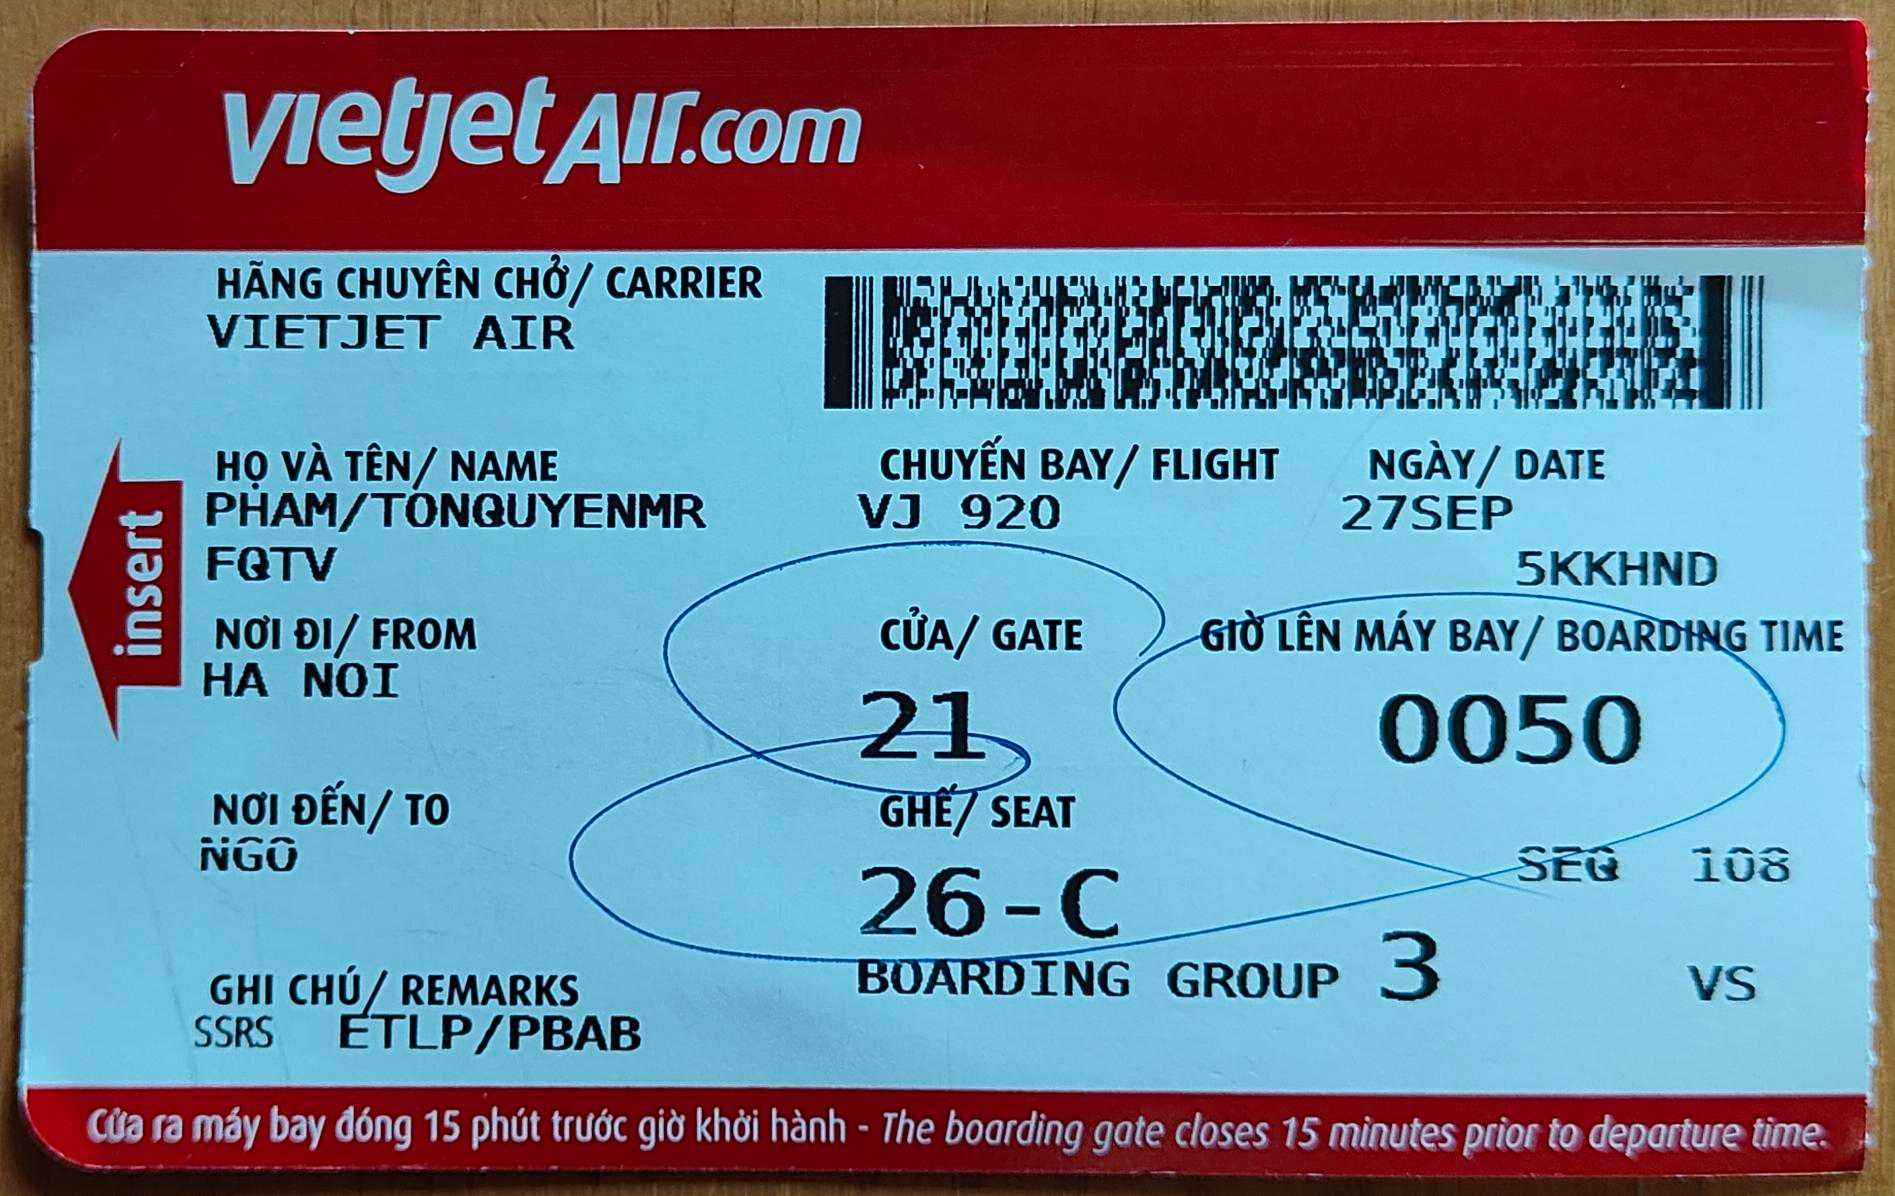 vietjetAir.com
HÃNG CHUYÊN CHỞ/ CARRIER
VIETJET AIR
HỌ VÀ TÊN/ NAME
PHAM/TONQUYENMR
FQTV
CHUYẾN BAY/ FLIGHT
VJ 920
NGÀY/ DATE
27SEP
5KKHND
insert
NƠI ĐI/ FROM
HA NOI
CỬA/ GATE
21
GIỜ LÊN MÁY BAY/ BOARDING TIME
0050
NƠI ĐẾN/ TO
NGO
GHẾ/ SEAT
26-C
SEQ 108
BOARDING GROUP 3 VS
GHI CHÚ/ REMARKS
SSRS ETLP/PBAB
Cửa ra máy bay đóng 15 phút trước giờ khởi hành - The boarding gate closes 15 minutes prior to departure time.